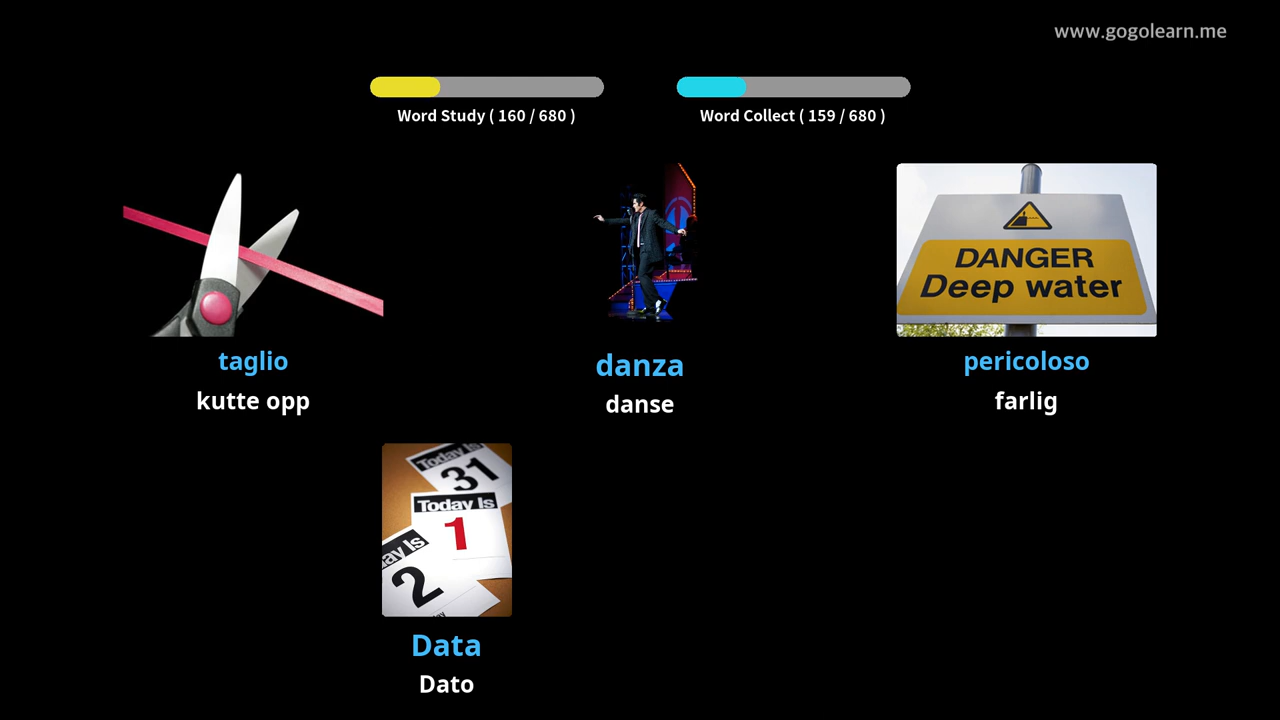 www.gogolearn.me
Word Study ( 160 / 680 )
Word Collect ( 159 / 680 )
DANGER
Deep water
taglio
danza
pericoloso
kutte opp
danse
farlig
Today Is
31
Today Is
1
ay Is
2
Data
Dato